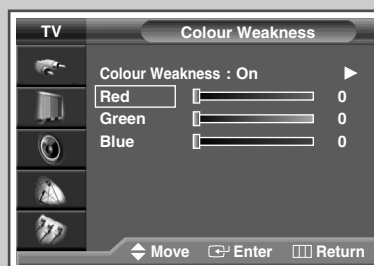 TV
Colour Weakness
Colour Weakness : On
Red 0
Green 0
Blue 0
Move Enter Return